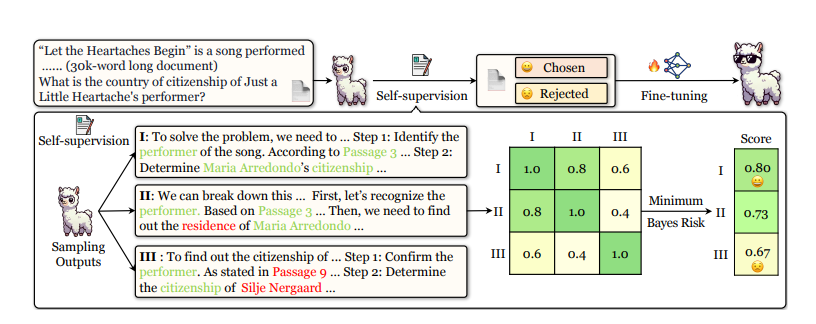 “Let the Heartaches Begin” is a song performed
...... (30k-word long document)
What is the country of citizenship of Just a
Little Heartache's performer?
Self-supervision
Chosen
Rejected
Fine-tuning
Self-supervision
Sampling
Outputs
I: To solve the problem, we need to ... Step 1: Identify the
performer of the song. According to Passage 3 ... Step 2:
Determine Maria Arredondo's citizenship ...
II: We can break down this ... First, let's recognize the
performer. Based on Passage 3 ... Then, we need to find
out the residence of Maria Arredondo ...
III : To find out the citizenship of ... Step 1: Confirm the
performer. As stated in Passage 9 ... Step 2: Determine
the citizenship of Silje Nergaard ...
I II III
I 1.0 0.8 0.6
II 0.8 1.0 0.4
III 0.6 0.4 1.0
Minimum
Bayes Risk
Score
I 0.80
II 0.73
III 0.67